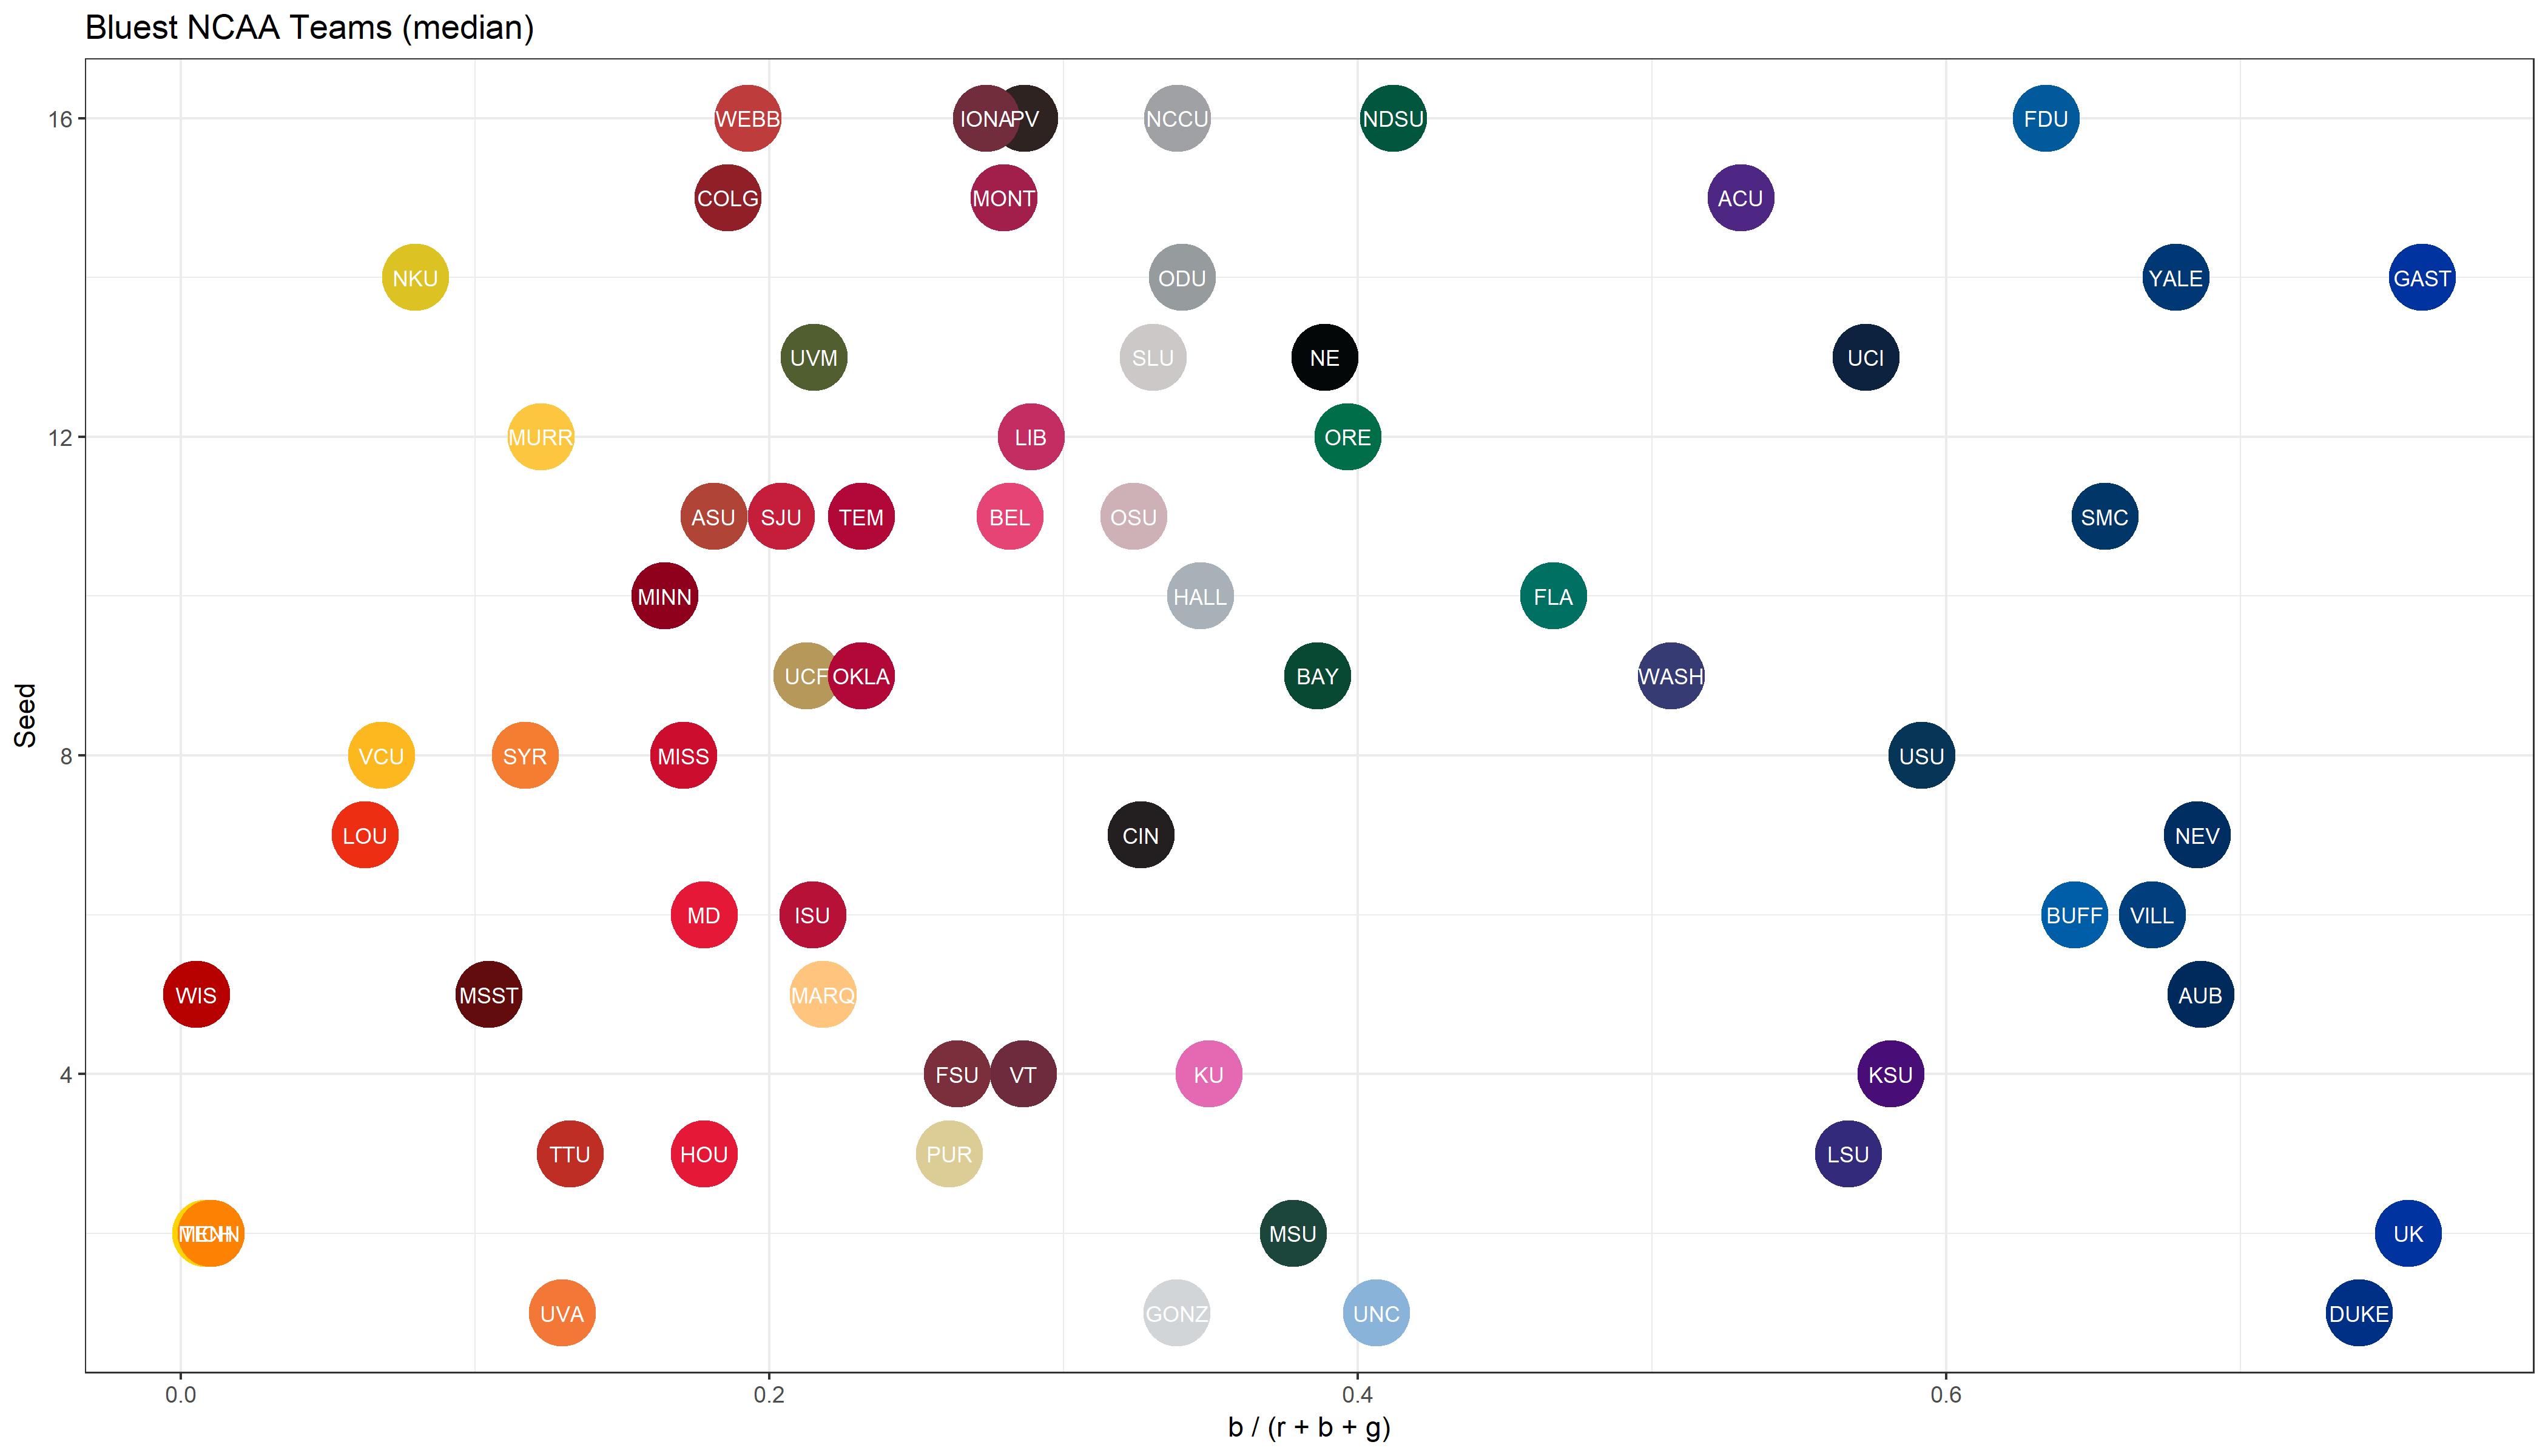 Bluest NCAA Teams (median)
16
WEBB IONA PV NCCU NDSU FDU
COLG MONT ACU
NKU ODU YALE GAST
UVM SLU NE UCI
12
MURR LIB ORE
ASU SJU TEM BEL OSU SMC
MINN HALL FLA
UCF OKLA BAY WASH
8
VCU SYR MISS USU
LOU CIN NEV
MD ISU BUFF VILL
WIS MSST MARQ AUB
4
FSU VT KU KSU
TTU HOU PUR LSU
MICH TENN MSU UK
UVA GONZ UNC DUKE
Seed
0.0 0.2 0.4 0.6
b / (r + b + g)